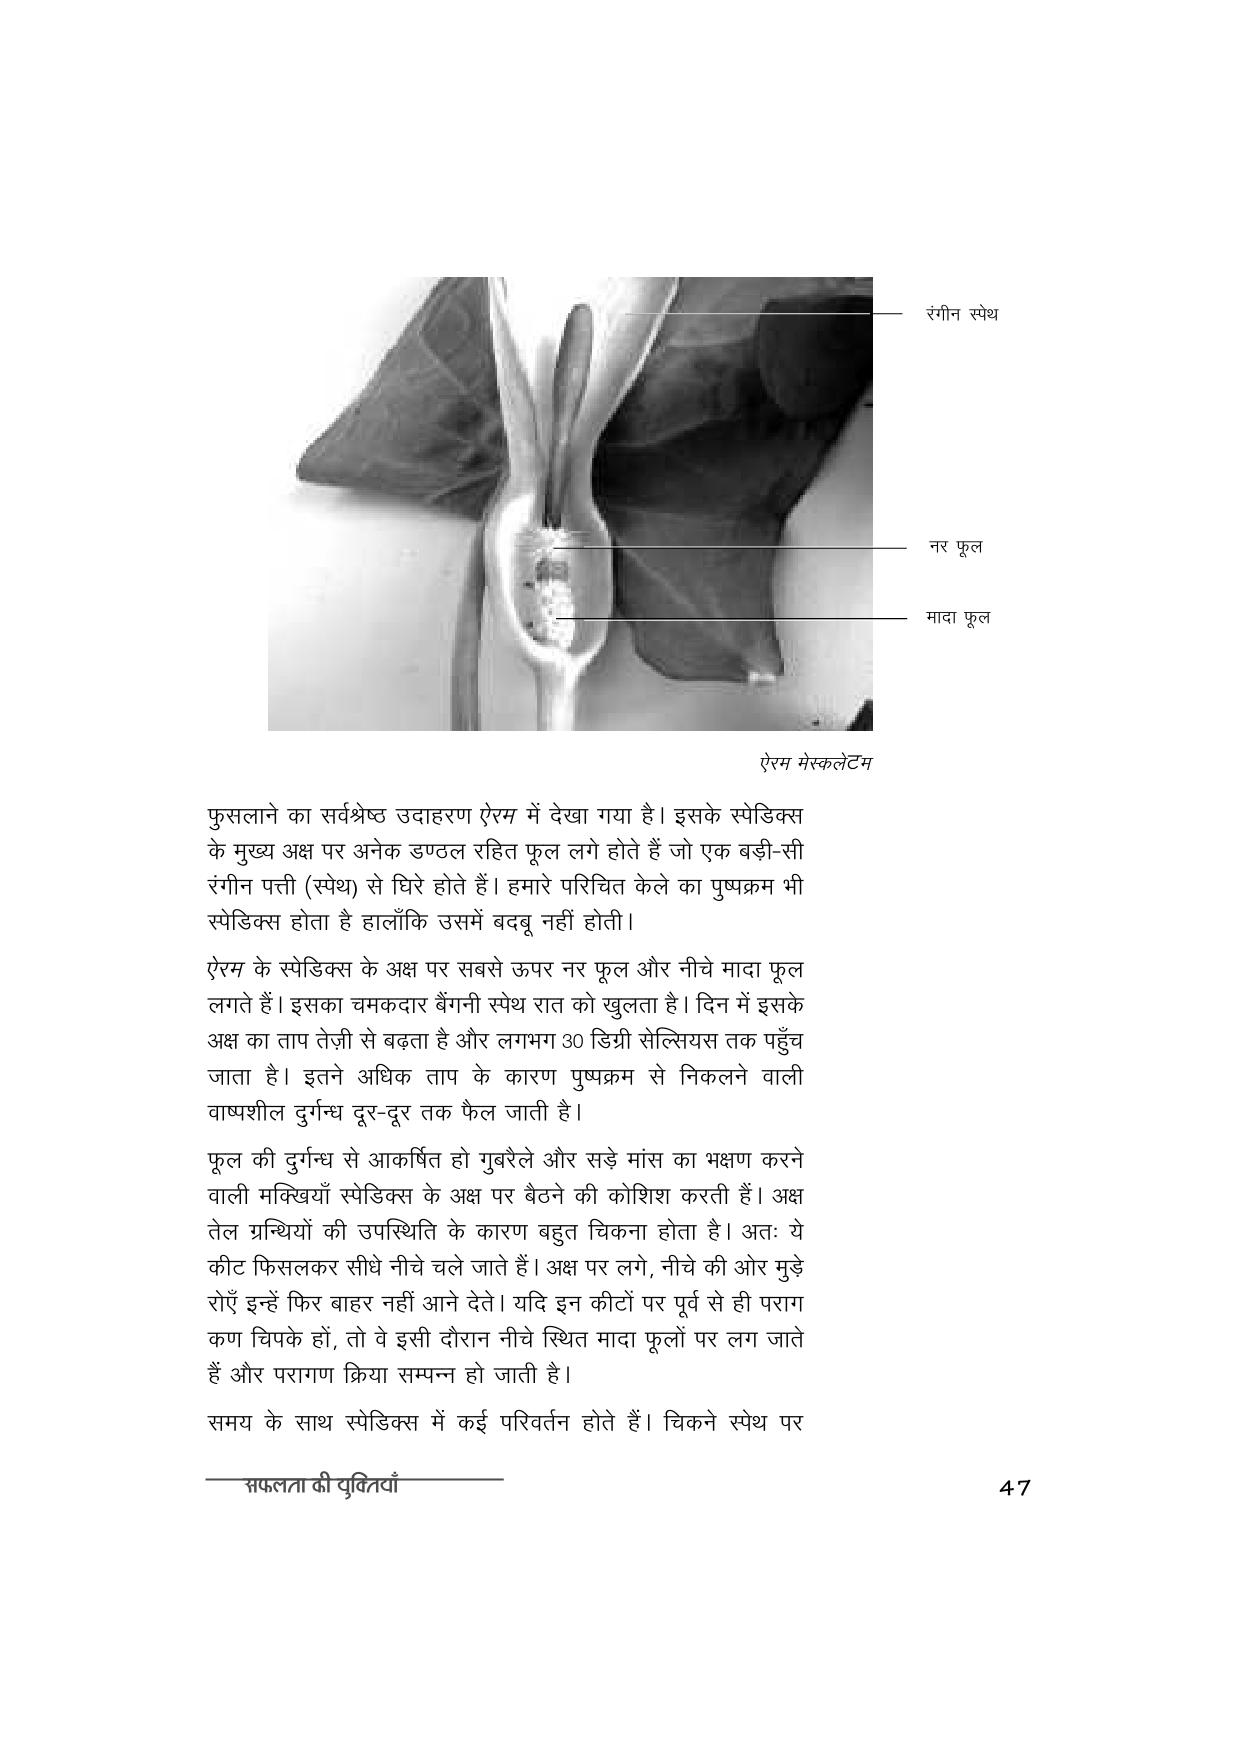 रंगीन स्पेथ
नर फूल
मादा फूल
ऐरम मेस्कलेटम
फुसलाने का सर्वश्रेष्ठ उदाहरण ऐरम में देखा गया है। इसके स्पेडिक्स
के मुख्य अक्ष पर अनेक डण्ठल रहित फूल लगे होते हैं जो एक बड़ी-सी
रंगीन पत्ती (स्पेथ) से घिरे होते हैं। हमारे परिचित केले का पुष्पक्रम भी
स्पेडिक्स होता है हालाँकि उसमें बदबू नहीं होती।
ऐरम के स्पेडिक्स के अक्ष पर सबसे ऊपर नर फूल और नीचे मादा फूल
लगते हैं। इसका चमकदार बैंगनी स्पेथ रात को खुलता है। दिन में इसके
अक्ष का ताप तेज़ी से बढ़ता है और लगभग 30 डिग्री सेल्सियस तक पहुँच
जाता है। इतने अधिक ताप के कारण पुष्पक्रम से निकलने वाली
वाष्पशील दुर्गन्ध दूर-दूर तक फैल जाती है।
फूल की दुर्गन्ध से आकर्षित हो गुबरैले और सड़े मांस का भक्षण करने
वाली मक्खियाँ स्पेडिक्स के अक्ष पर बैठने की कोशिश करती हैं। अक्ष
तेल ग्रन्थियों की उपस्थिति के कारण बहुत चिकना होता है। अतः ये
कीट फिसलकर सीधे नीचे चले जाते हैं। अक्ष पर लगे, नीचे की ओर मुड़े
रोएँ इन्हें फिर बाहर नहीं आने देते। यदि इन कीटों पर पूर्व से ही पराग
कण चिपके हों, तो वे इसी दौरान नीचे स्थित मादा फूलों पर लग जाते
हैं और परागण क्रिया सम्पन्न हो जाती है।
समय के साथ स्पेडिक्स में कई परिवर्तन होते हैं। चिकने स्पेथ पर
सफलता की युक्तियाँ
47